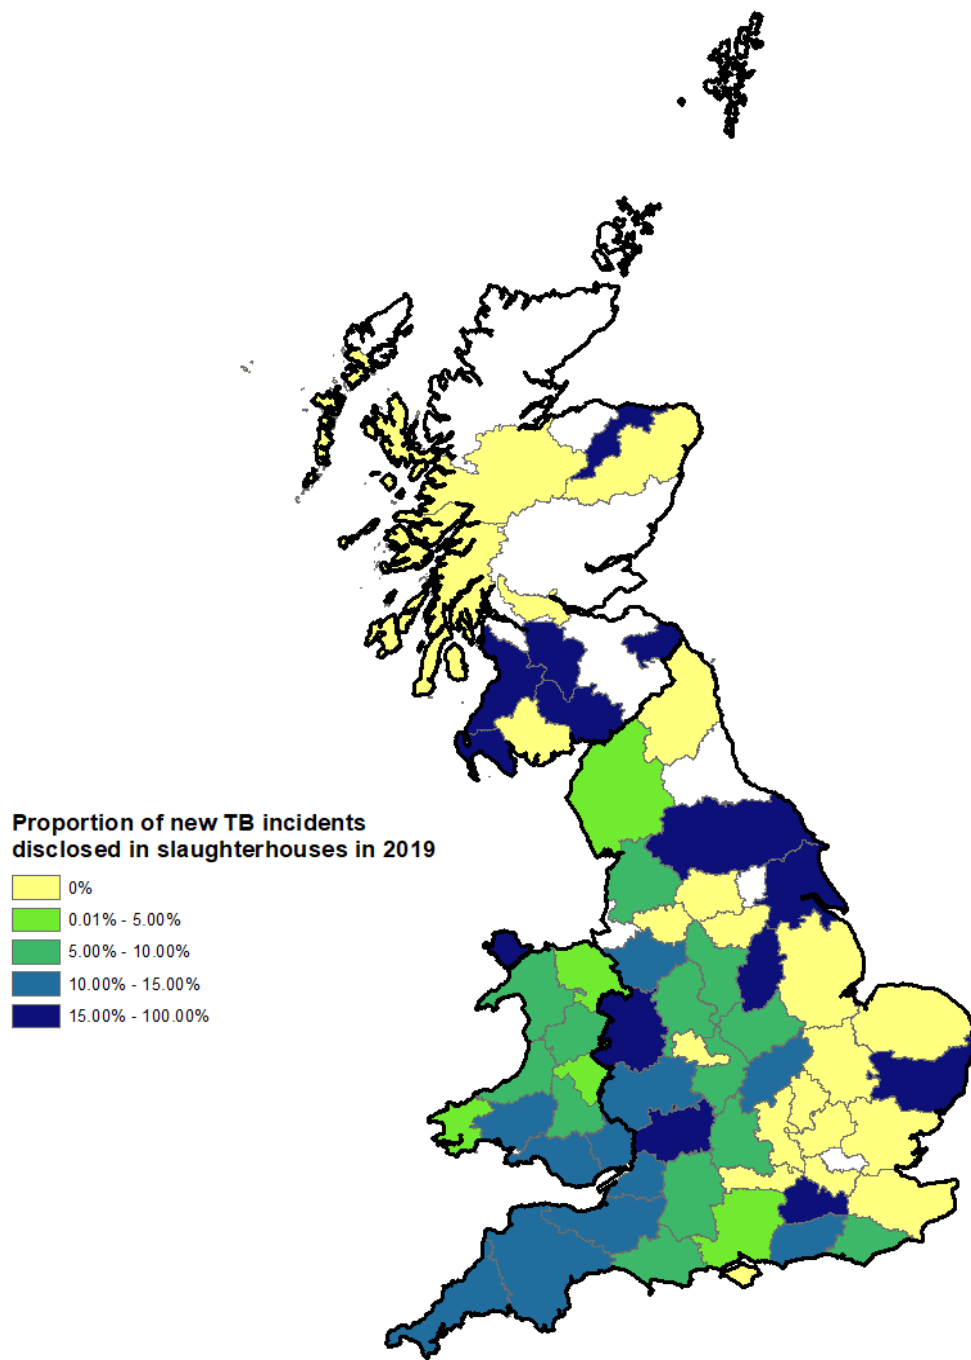 Proportion of new TB incidents
disclosed in slaughterhouses in 2019
0%
0.01% - 5.00%
5.00% - 10.00%
10.00% - 15.00%
15.00% - 100.00%